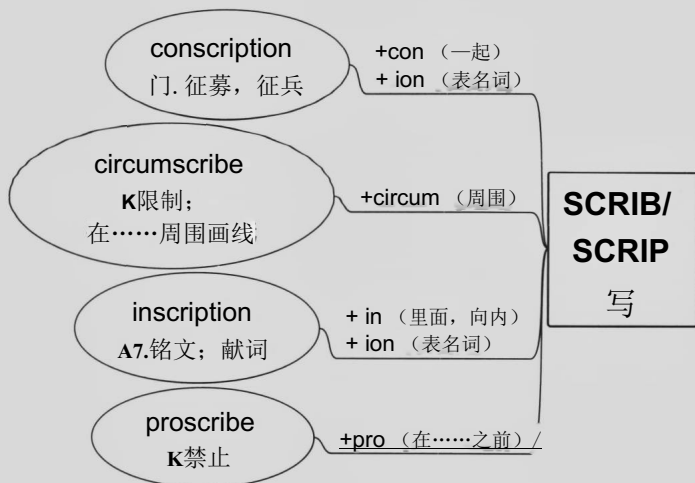 conscription
门. 征募，征兵
+con （一起）
+ ion （表名词）
circumscribe
K限制；
在……周围画线
+circum （周围）
SCRIB/
SCRIP
写
inscription
A7.铭文；献词
+ in （里面，向内）
+ ion （表名词）
proscribe
K禁止
+pro （在……之前）/